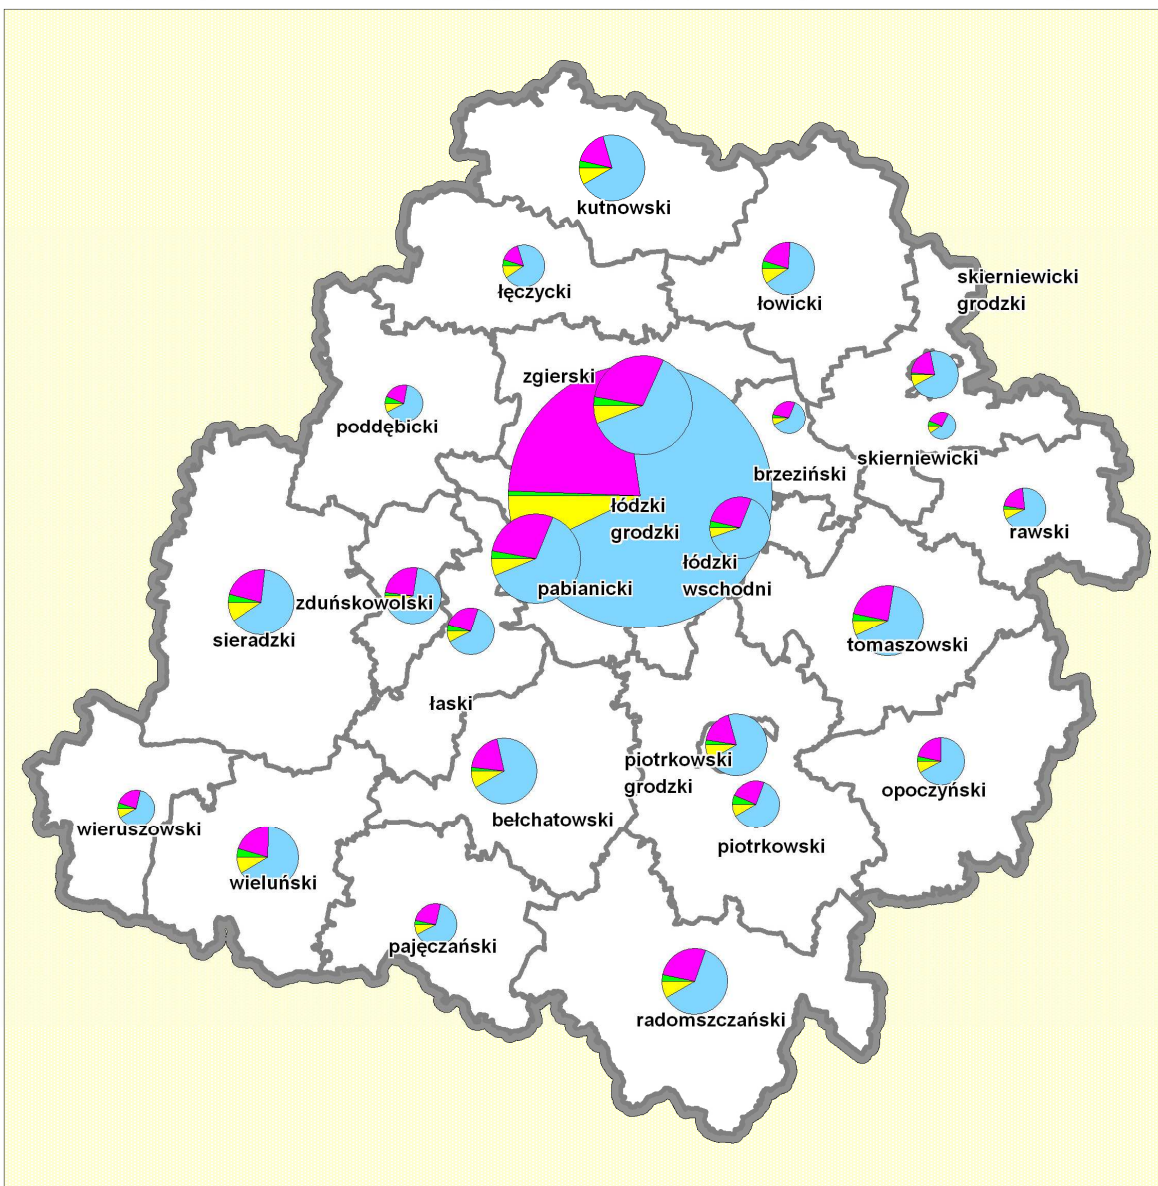 kutnowski
łęczycki
łowicki
skierniewicki
grodzki
zgierski
poddębicki
brzeziński
skierniewicki
łódzki
grodzki
rawski
łódzki
wschodni
pabianicki
zduńskowolski
sieradzki
tomaszowski
łaski
piotrkowski
grodzki
opoczyński
bełchatowski
wieruszowski
piotrkowski
wieluński
pajęczański
radomszczański